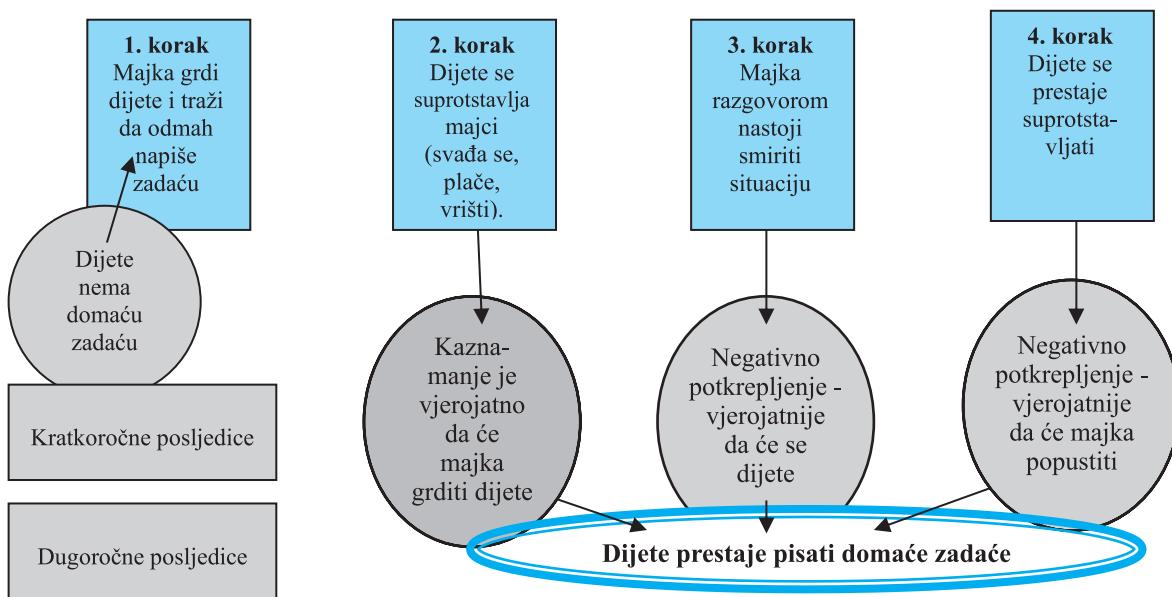 1. korak
Majka grdi
dijete i traži
da odmah
napiše
zadaću
2. korak
Dijete se
suprotstavlja
majci
(svađa se,
plače,
vrišti).
3. korak
Majka
razgovorom
nastoji
smiriti
situaciju
4. korak
Dijete se
prestaje
suprotsta-
vljati
Dijete
nema
domaću
zadaću
Kazna-
manje je
vjerojatno
da će
majka
grditi dijete
Negativno
potkrepljenje -
vjerojatnije
da će se
dijete
Negativno
potkrepljenje -
vjerojatnije
da će majka
popustiti
Kratkoročne posljedice
Dugoročne posljedice
Dijete prestaje pisati domaće zadaće